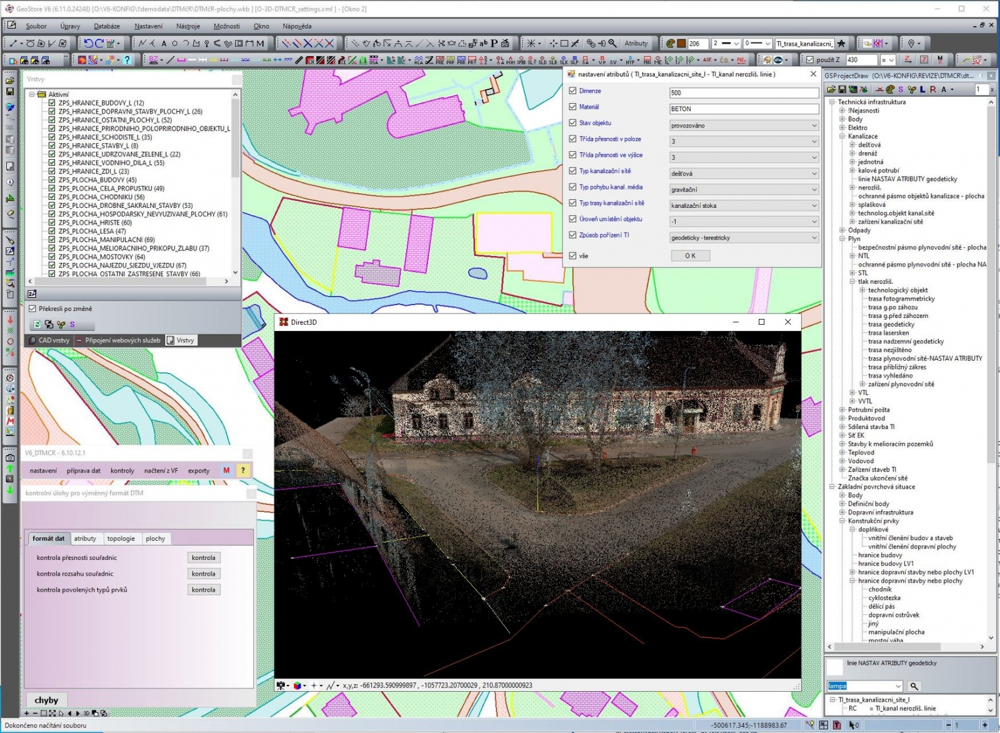 GeoStore V6 (6.11.0.24248) [O:\V6-KONFIG\!!demodata\DTMčR\DTMčR-plochy.wkb ] [O-3D-DTMCR_settings.xml ] - [Okno 2]
Soubor Úpravy Databáze Nastavení Nástroje Možnosti Okno Nápověda
Atributy 206 2 0 TI_trasa_kanalizacni_
použít Z 430
Vrstvy
Aktivní
ZPS_HRANICE_BUDOVY_L (12)
ZPS_HRANICE_DOPRAVNI_STAVBY_PLOCHY_L (26)
ZPS_HRANICE_OSTATNI_PLOCHY_L (52)
ZPS_HRANICE_PRIRODNIHO_POLOPRIRODNIHO_OBJEKTU_L
ZPS_HRANICE_SCHODISTE_L (35)
ZPS_HRANICE_STAVBY_L (8)
ZPS_HRANICE_UDRZOVANE_ZELENE_L (22)
ZPS_HRANICE_VODNIHO_DILA_L (55)
ZPS_HRANICE_ZDI_L (23)
ZPS_PLOCHA_BUDOVY (45)
ZPS_PLOCHA_CELA_PROPUSTKU (49)
ZPS_PLOCHA_CHODNIKU (56)
ZPS_PLOCHA_DROBNE_SAKRALNI_STAVBY (53)
ZPS_PLOCHA_HOSPODARSKY_NEVYUZIVANE_PLOCHY (61)
ZPS_PLOCHA_HRISTE (60)
ZPS_PLOCHA_LESA (47)
ZPS_PLOCHA_MANIPULACNI (69)
ZPS_PLOCHA_MELIORACNIHO_PRIKOPU_ZLABU (37)
ZPS_PLOCHA_MOSTOVKY (64)
ZPS_PLOCHA_NAJEZDU_SJEZDU_VJEZDU (67)
ZPS_PLOCHA_OSTATNI_ZASTRESENE_STAVBY (66)
Překresli po změně
CAD vrstvy Připojení webových služeb Vrstvy
nastavení atributů ( TI_trasa_kanalizacni_site_l - TI_kanal nerozliš. linie )
Dimenze 500
Materiál BETON
Stav objektu provozováno
Třída přesnosti v poloze 3
Třída přesnosti ve výšce 3
Typ kanalizační sítě dešťová
Typ pohybu kanal. média gravitační
Typ trasy kanalizační sítě kanalizační stoka
Úroveň umístění objektu -1
Způsob pořízení TI geodeticky - terestricky
vše OK
Direct3D
x,y,z: -661293.590999897 , -1057723.20700029 , 210.87000000923
V6_DTMCR - 6.10.12.1
nastavení příprava dat kontroly načtení z VF exporty M ?
kontrolní úlohy pro výměnný formát DTM
formát dat atributy topologie plochy
kontrola přesnosti souřadnic kontrola
kontrola rozsahu souřadnic kontrola
kontrola povolených typů prvků kontrola
chyby
GSProjectDraw (O:\V6-KONFIG\REVIZE\DTMCR\dt...
S L R A 1
Technická infrastruktura
!Nejasnosti
Body
Elektro
Kanalizace
dešťová
drenáž
jednotná
kalové potrubí
linie NASTAV ATRIBUTY geodeticky
nerozliš.
ochranné pásmo objektů kanalizace - plocha
splašková
technolog.objekt kanal.sítě
zařízení kanalizační sítě
Odpady
Plyn
bezpečnostní pásmo plynovodní sítě - plocha
NTL
ochranné pásmo plynovodní sítě - plocha NA
STL
tlak nerozliš.
technologický objekt
trasa fotogrammetricky
trasa g.po záhozu
trasa g.před záhozem
trasa geodeticky
trasa lasersken
trasa nadzemní geodeticky
trasa nezjištěno
trasa plynovodní sítě-NASTAV ATRIBUTY
trasa přibližný zákres
trasa vyhledáno
zařízení plynovodní sítě
VTL
VVTL
Potrubní pošta
Produktovod
Sdílená stavba TI
Síť EK
Stavby k melioracím pozemků
Teplovod
Vodovod
Zařízení staveb TI
Značka ukončení sítě
Základní povrchová situace
Body
Definiční body
Dopravní infrastruktura
Konstrukční prvky
doplňkové
vnitřní členění budov a staveb
vnitřní členění dopravní plochy
hranice budovy
hranice budovy LV1
hranice dopravní stavby nebo plochy LV1
hranice dopravní stavby nebo plochy
chodník
cyklostezka
dělící pás
dopravní ostrůvek
jiný
manipulační plocha
mostní váha
linie NASTAV ATRIBUTY geodeticky
lampa
TI_trasa_kanalizacni_site_l
RC = TI_kanal nerozliš. linie
Dokončeno načítání souboru
-500617.345;-1188983.67
0
1